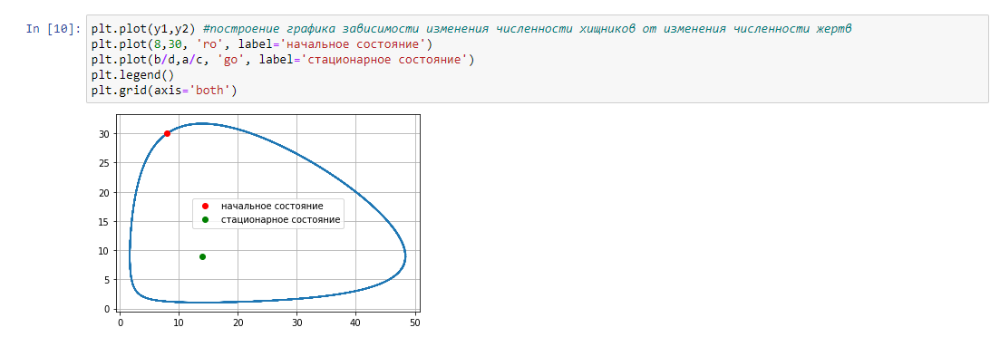 In [10]: plt.plot(y1,y2) #построение графика зависимости изменения численности хищников от изменения численности жертв
plt.plot(8,30, 'ro', label='начальное состояние')
plt.plot(b/d,a/c, 'go', label='стационарное состояние')
plt.legend()
plt.grid(axis='both')
30
25
20
15
10
5
0
начальное состояние
стационарное состояние
0 10 20 30 40 50